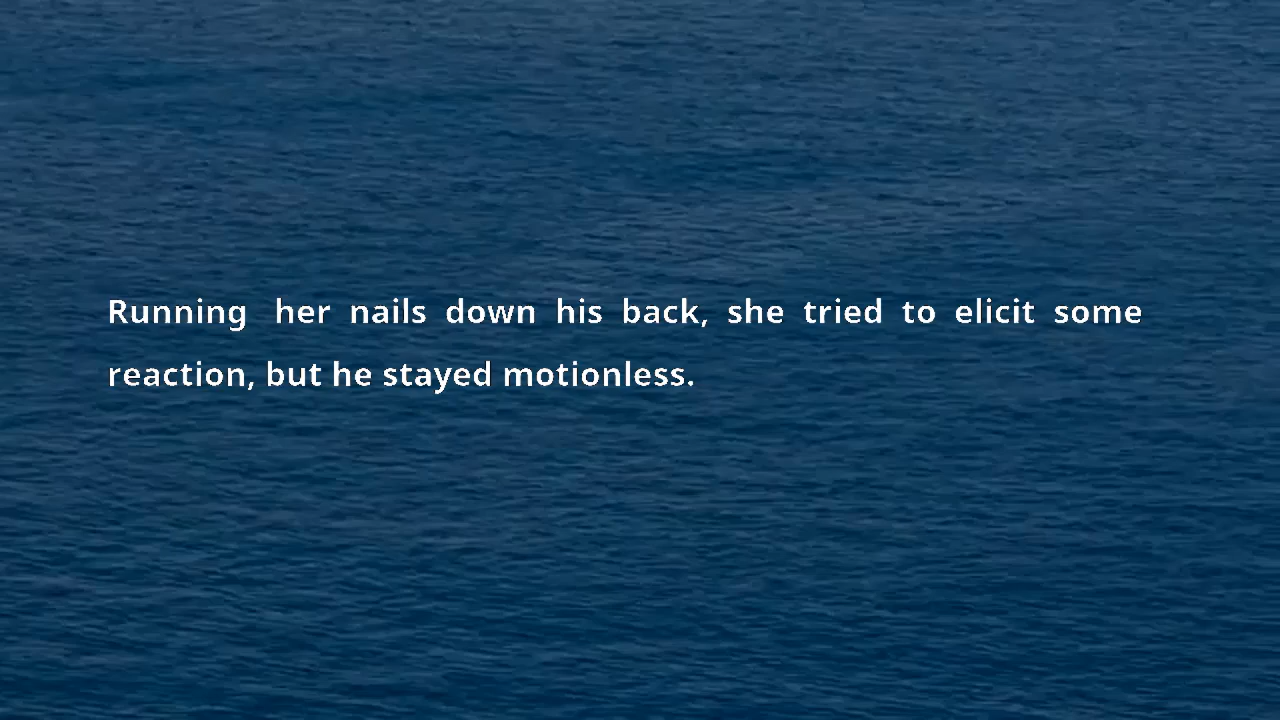 Running her nails down his back, she tried to elicit some
reaction, but he stayed motionless.